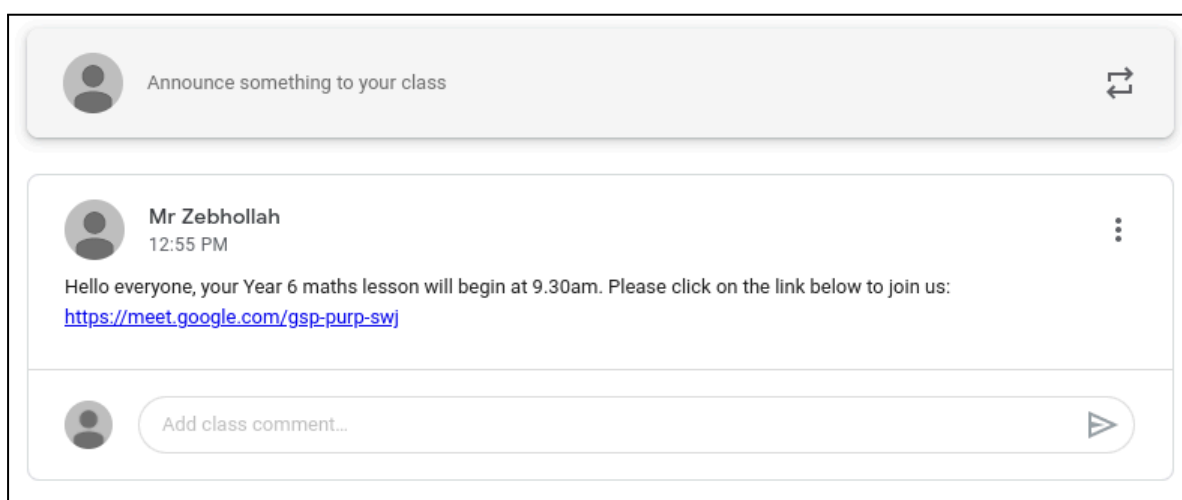 Announce something to your class
Mr Zebhollah
12:55 PM
Hello everyone, your Year 6 maths lesson will begin at 9.30am. Please click on the link below to join us:
https://meet.google.com/gsp-purp-swj
Add class comment...